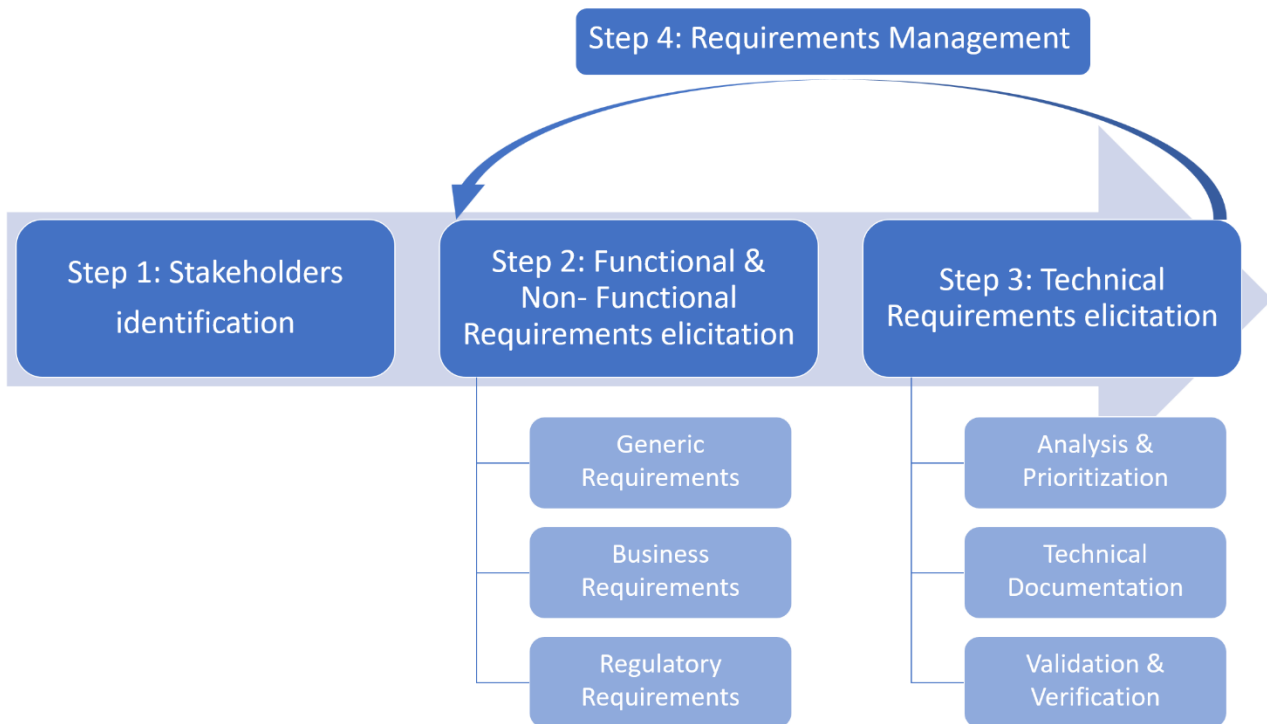 Step 4: Requirements Management
Step 1: Stakeholders
identification
Step 2: Functional &
Non- Functional
Requirements elicitation
Step 3: Technical
Requirements elicitation
Generic
Requirements
Business
Requirements
Regulatory
Requirements
Analysis &
Prioritization
Technical
Documentation
Validation &
Verification